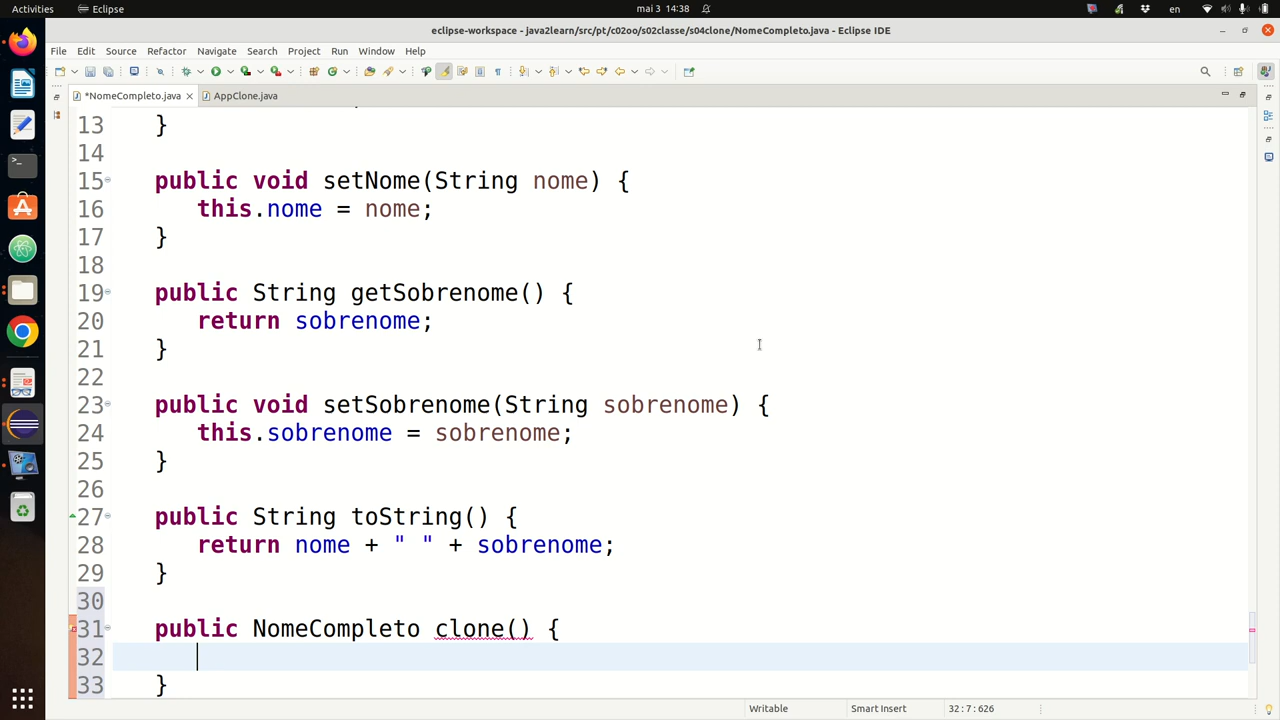 Activities
Eclipse IDE
mai 3 14:38
en
eclipse-workspace - java2learn/src/pt/c02oo/s02classe/s04clone/NomeCompleto.java - Eclipse IDE
File Edit Source Refactor Navigate Search Project Run Window Help
*NomeCompleto.java
AppClone.java
13 }
14
15 public void setNome(String nome) {
16 this.nome = nome;
17 }
18
19 public String getSobrenome() {
20 return sobrenome;
21 }
22
23 public void setSobrenome(String sobrenome) {
24 this.sobrenome = sobrenome;
25 }
26
27 public String toString() {
28 return nome + " " + sobrenome;
29 }
30
31 public NomeCompleto clone() {
32
33 }
Writable
Smart Insert
32 : 7 : 626